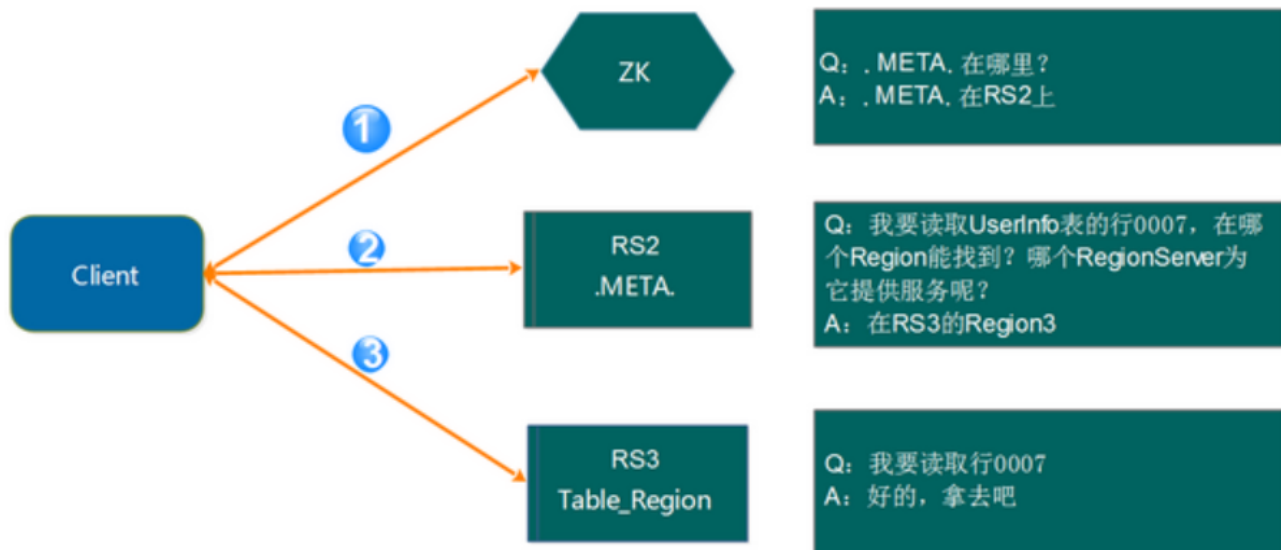 ZK
Q：.META.在哪里？
A：.META.在RS2上
1
Client
2
RS2
.META.
Q：我要读取UserInfo表的行0007，在哪
个Region能找到？哪个RegionServer为
它提供服务呢？
A：在RS3的Region3
3
RS3
Table_Region
Q：我要读取行0007
A：好的，拿去吧